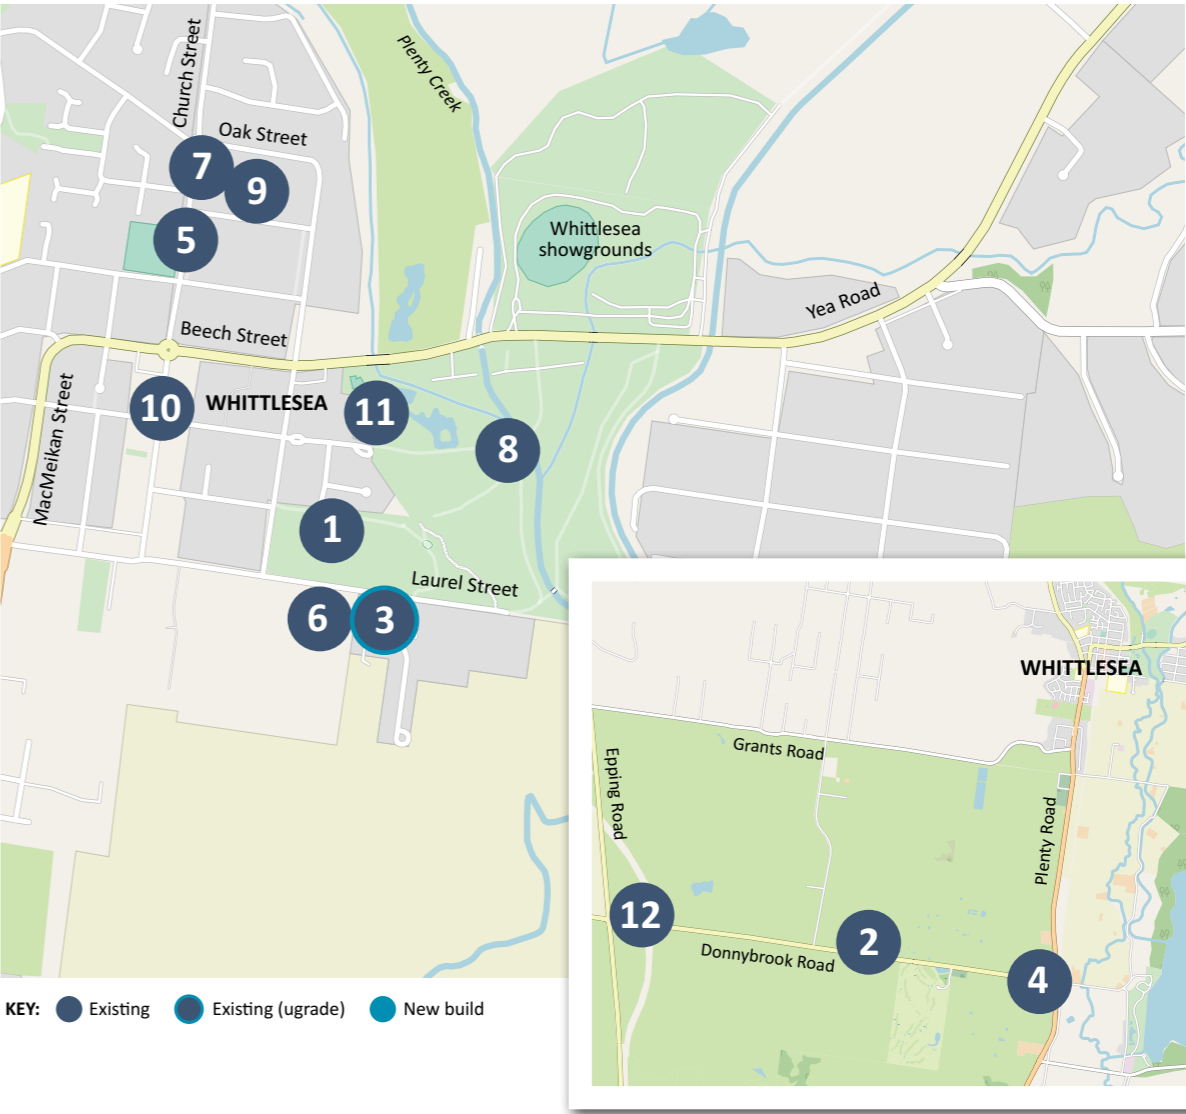 Church Street
Plenty Creek
Oak Street
7
9
5
Whittlesea
showgrounds
Yea Road
Beech Street
MacMeikan Street
10
WHITTLESEA
11
8
1
Laurel Street
6
3
WHITTLESEA
Grants Road
Epping Road
Plenty Road
12
2
Donnybrook Road
4
KEY: Existing Existing (ugrade) New build